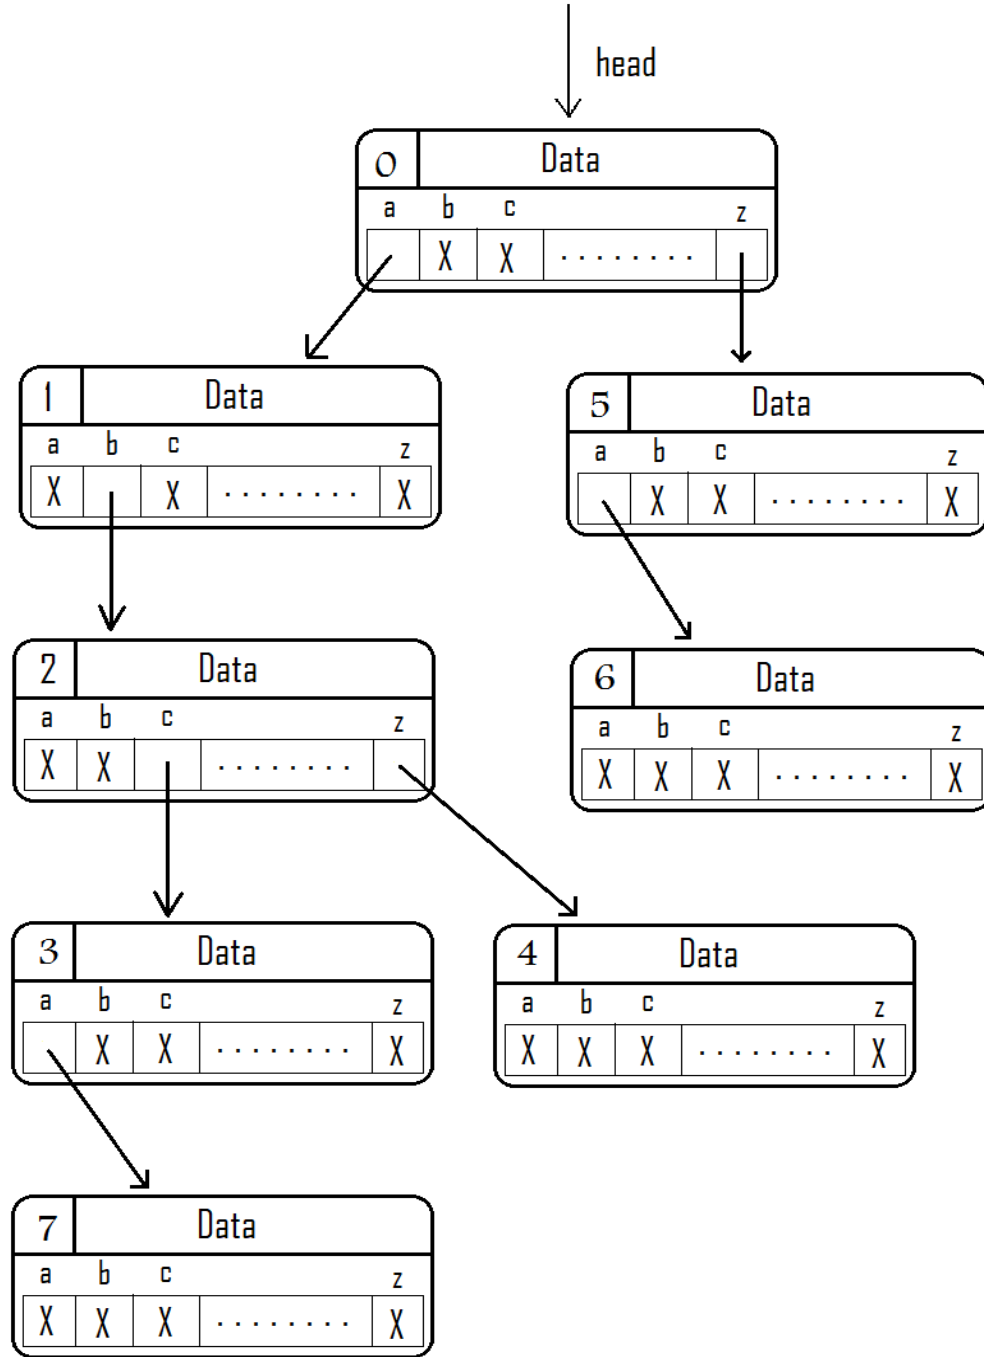 head
0 Data
a b c z
X X ........
1 Data
a b c z
X X ........ X
5 Data
a b c z
X X ........ X
2 Data
a b c z
X X ........
6 Data
a b c z
X X X ........ X
3 Data
a b c z
X X ........ X
4 Data
a b c z
X X X ........ X
7 Data
a b c z
X X X ........ X